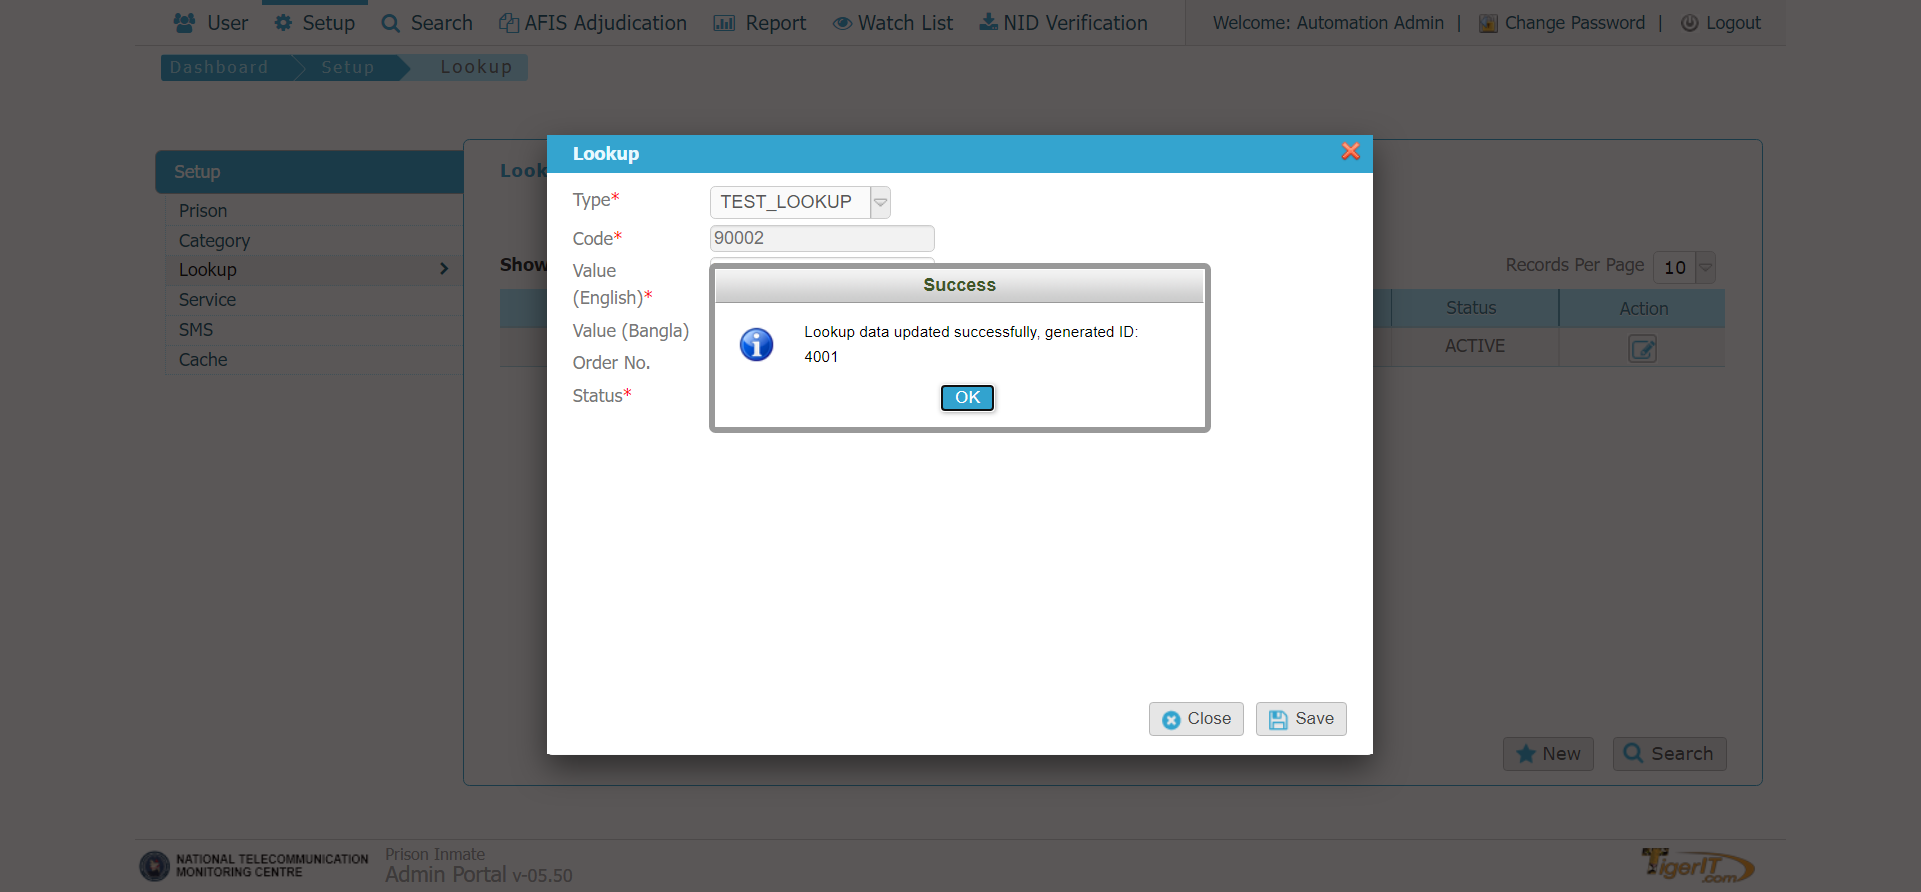 User Setup Search AFIS Adjudication Report Watch List NID Verification Welcome: Automation Admin | Change Password | Logout
Dashboard Setup Lookup
Setup
Prison
Category
Lookup
Service
SMS
Cache
Look
Show
Records Per Page 10
Status Action
ACTIVE
Lookup
Type* TEST_LOOKUP
Code* 90002
Value
(English)*
Value (Bangla)
Order No.
Status*
Success
Lookup data updated successfully, generated ID:
4001
OK
Close Save
New Search
NATIONAL TELECOMMUNICATION
MONITORING CENTRE
Prison Inmate
Admin Portal v-05.50
TigerIT.com